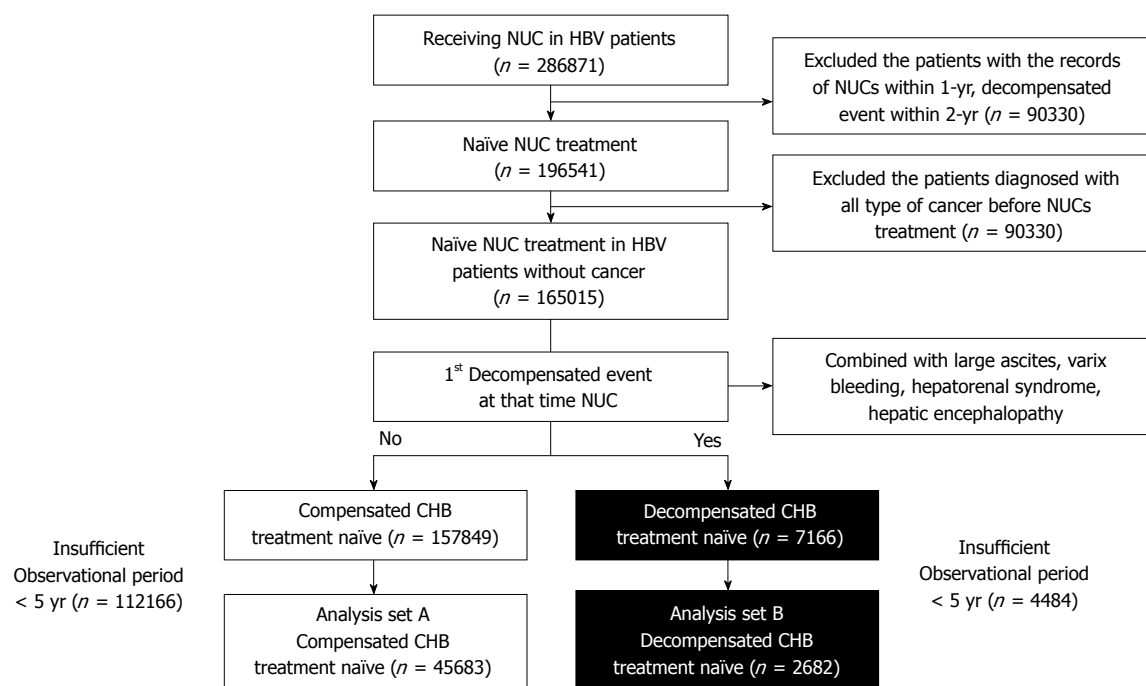 Receiving NUC in HBV patients
(n = 286871)
Excluded the patients with the records
of NUCs within 1-yr, decompensated
event within 2-yr (n = 90330)
Naïve NUC treatment
(n = 196541)
Excluded the patients diagnosed with
all type of cancer before NUCs
treatment (n = 90330)
Naïve NUC treatment in HBV
patients without cancer
(n = 165015)
1st Decompensated event
at that time NUC
Combined with large ascites, varix
bleeding, hepatorenal syndrome,
hepatic encephalopathy
No
Yes
Compensated CHB
treatment naïve (n = 157849)
Decompensated CHB
treatment naïve (n = 7166)
Insufficient
Observational period
< 5 yr (n = 112166)
Insufficient
Observational period
< 5 yr (n = 4484)
Analysis set A
Compensated CHB
treatment naïve (n = 45683)
Analysis set B
Decompensated CHB
treatment naïve (n = 2682)